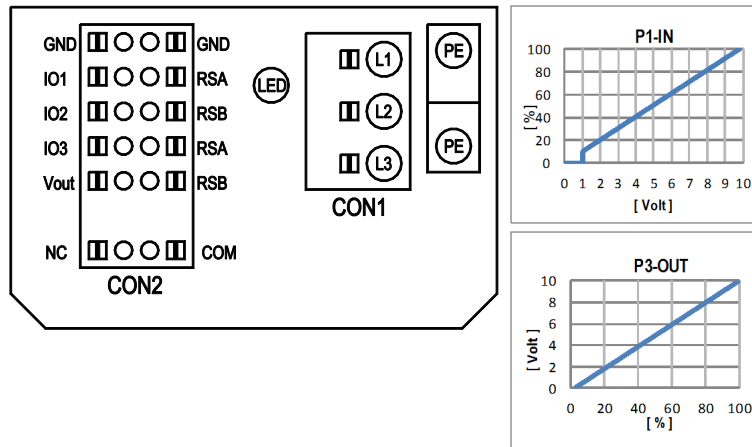 GND GND
IO1 RSA
IO2 RSB
IO3 RSA
Vout RSB
NC COM
CON2
LED
L1
L2
L3
CON1
PE
PE
P1-IN
100
80
60
40
20
0
[ % ]
0 1 2 3 4 5 6 7 8 9 10
[ Volt ]
P3-OUT
10
8
6
4
2
0
[ Volt ]
0 20 40 60 80 100
[ % ]